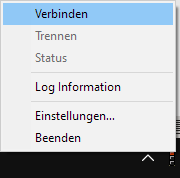 Verbinden
Trennen
Status
Log Information
Einstellungen...
Beenden